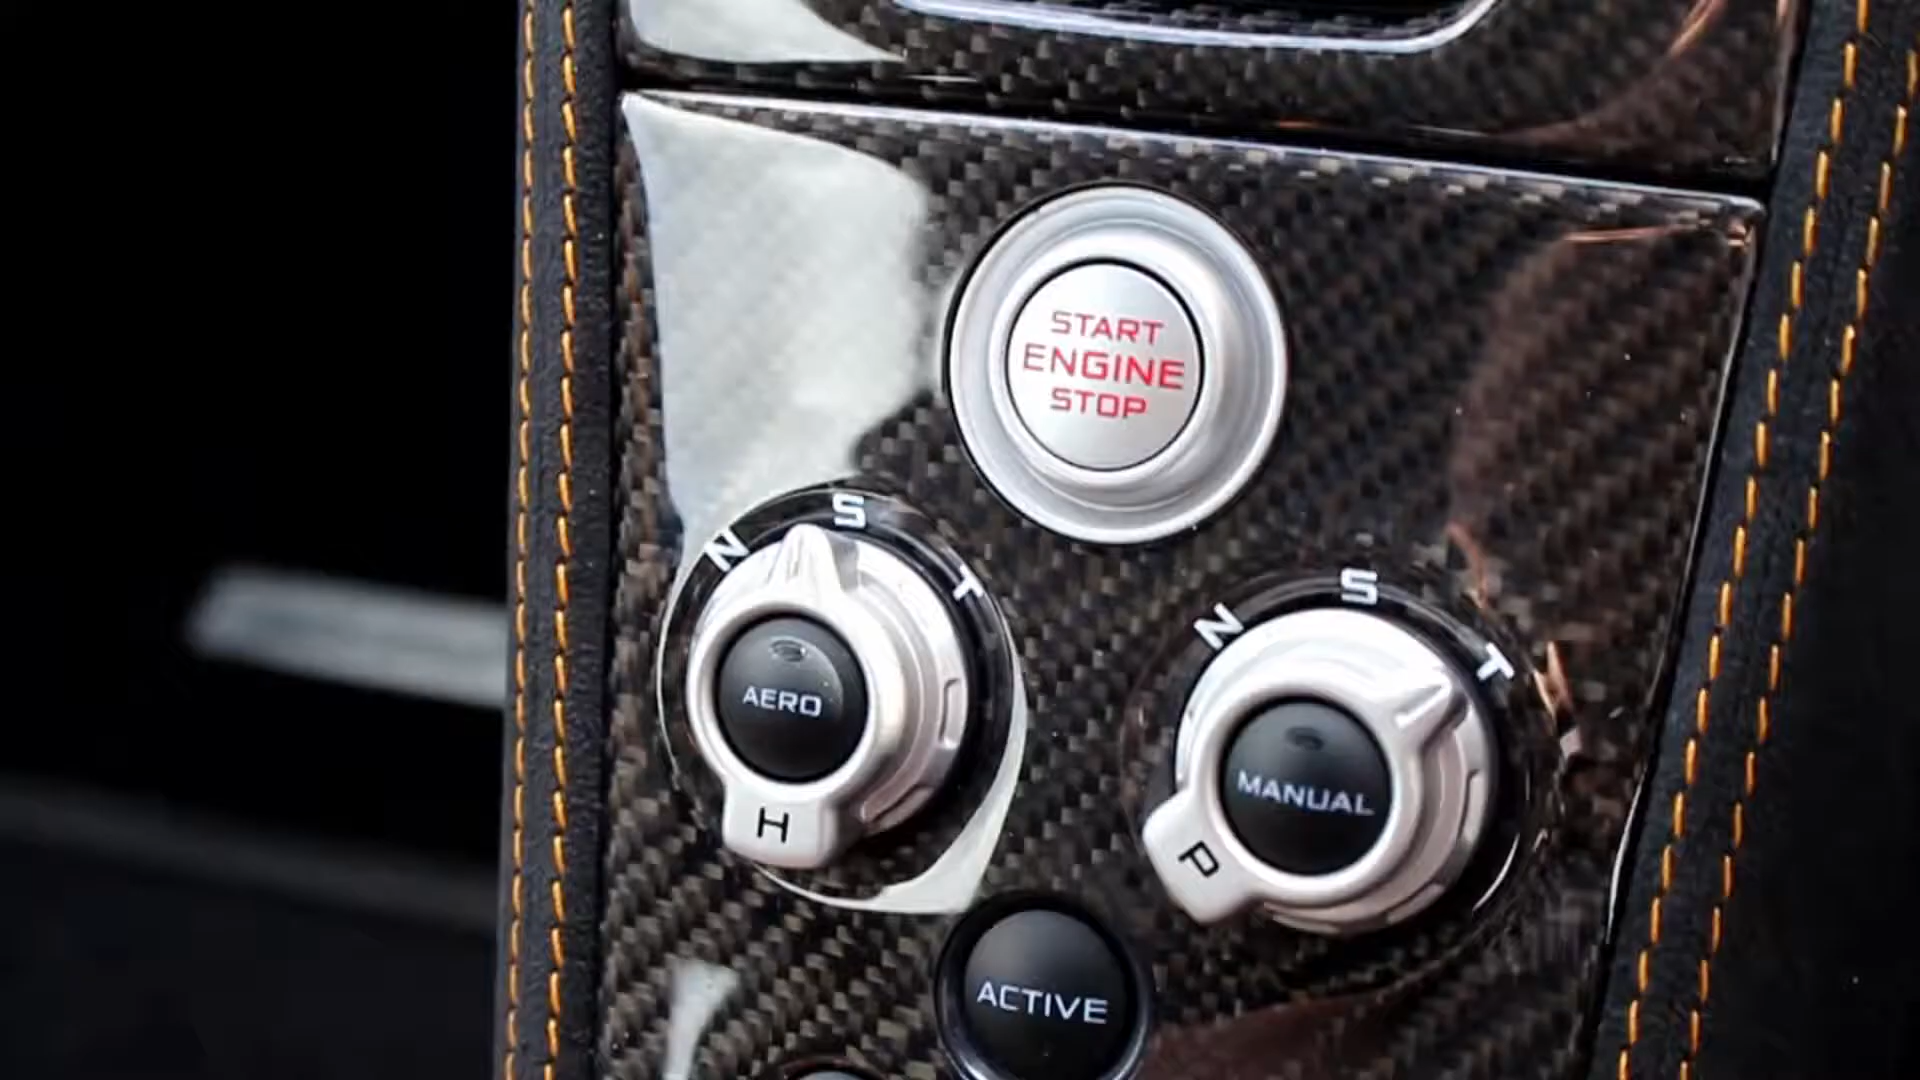 START
ENGINE
STOP
N S T
AERO
H
N S T
MANUAL
P
ACTIVE